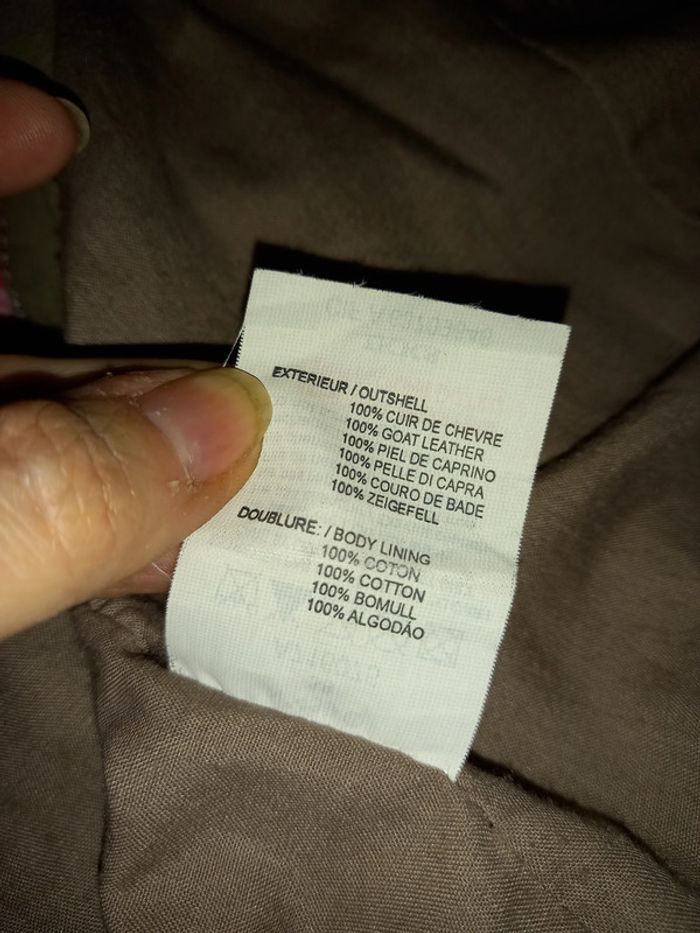 EXTERIEUR / OUTSHELL
100% CUIR DE CHEVRE
100% GOAT LEATHER
100% PIEL DE CAPRINO
100% PELLE DI CAPRA
100% COURO DE BADE
100% ZEIGEFELL
DOUBLURE: / BODY LINING
100% COTON
100% COTTON
100% BOMULL
100% ALGODÁO